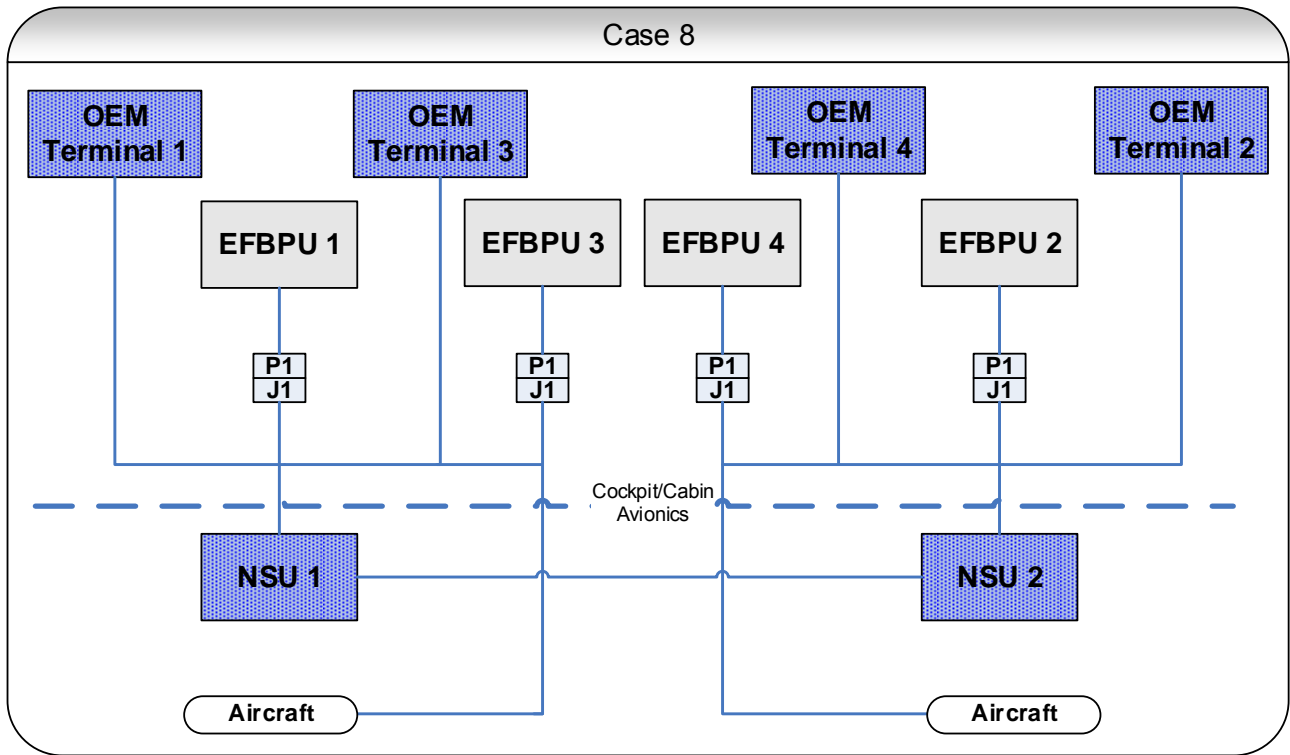 Case 8
OEM
Terminal 1
OEM
Terminal 3
OEM
Terminal 4
OEM
Terminal 2
EFBPU 1
EFBPU 3
EFBPU 4
EFBPU 2
P1
J1
P1
J1
P1
J1
P1
J1
Cockpit/Cabin
Avionics
NSU 1
NSU 2
Aircraft
Aircraft